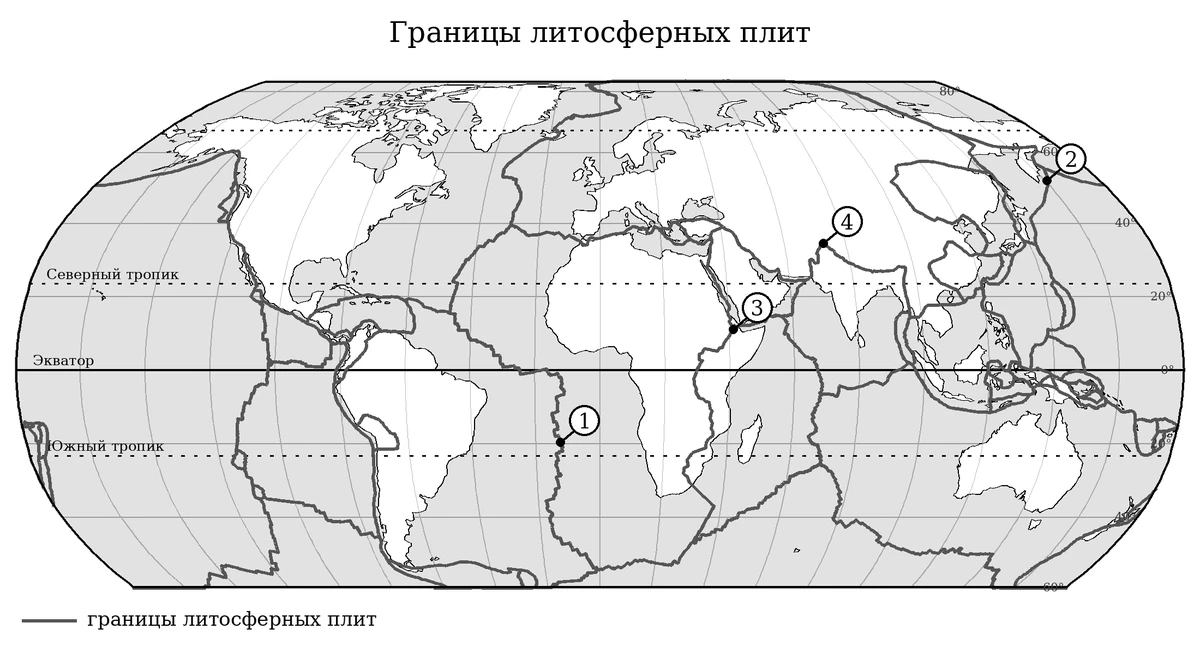 Границы литосферных плит
80°
60
2
40°
4
Северный тропик
20°
3
Экватор
0°
1
Южный тропик
60°
границы литосферных плит